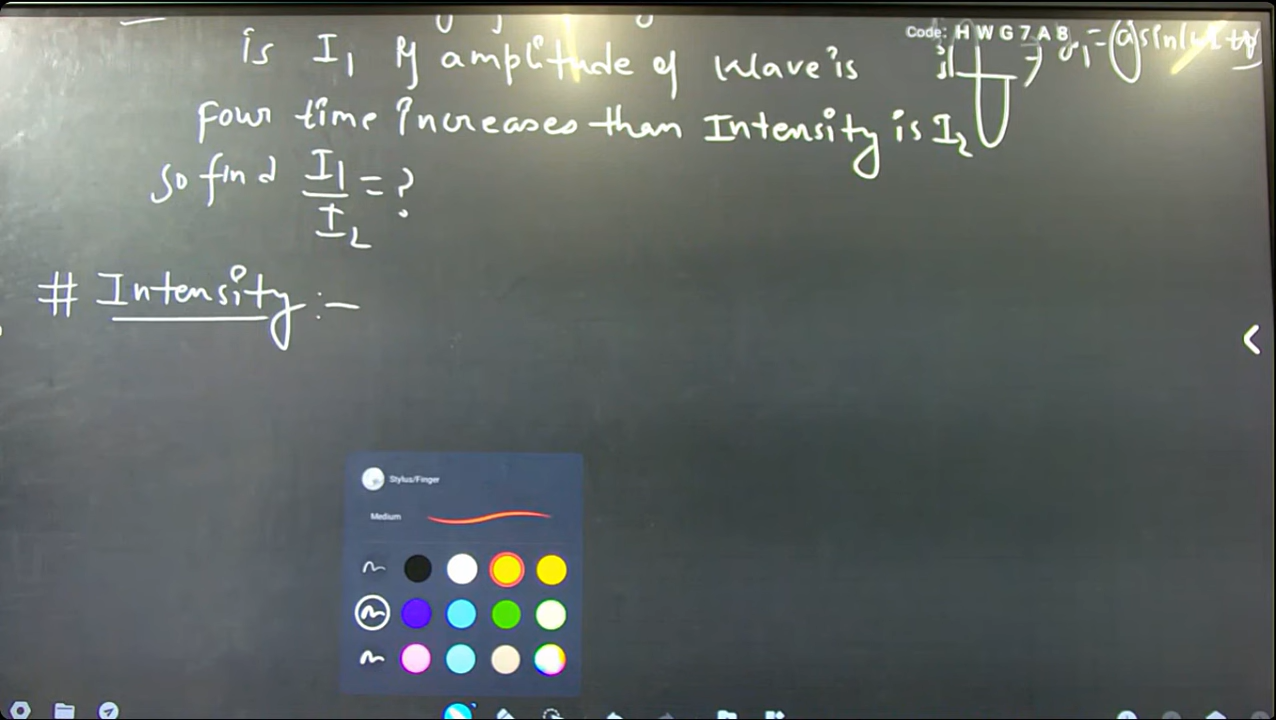 Code: H W G 7 A B
is I1 If amplitude of wave is
four time increases than Intensity is I2
so find I1/I2 = ?
# Intensity :-
Stylus/Finger
Medium